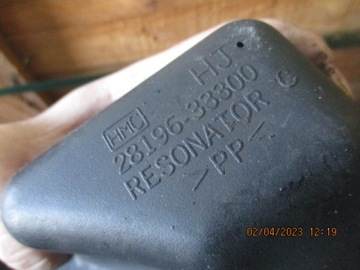 HJ
HMC
28196-33300
RESONATOR C
>PP<
02/04/2023 12:19